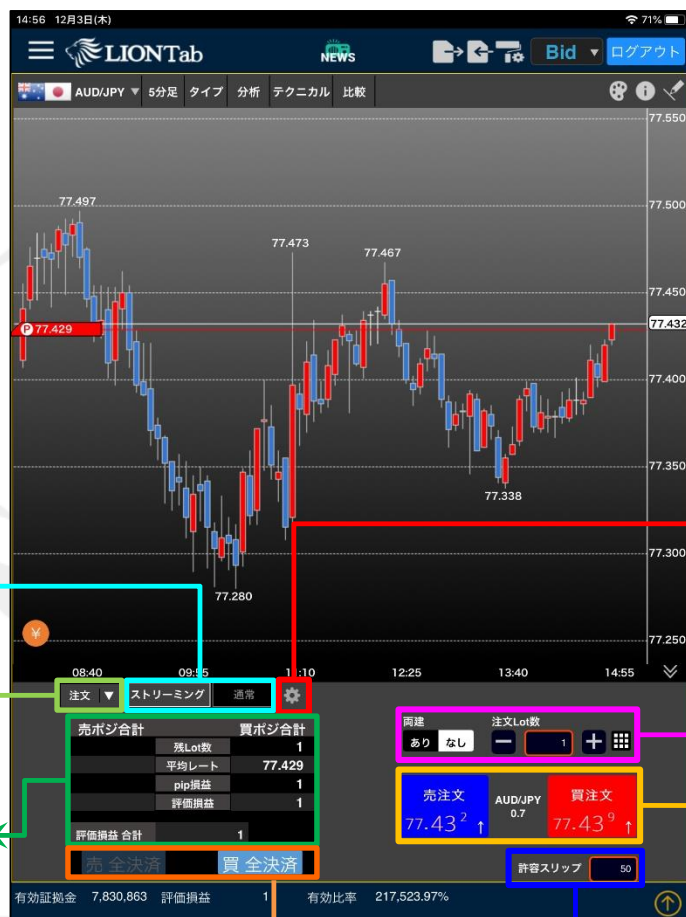 14:56 12月3日(木)
71%
LIONTab
NEWS
Bid ▼
ログアウト
AUD/JPY ▼ 5分足 タイプ 分析 テクニカル 比較
77.550
77.497
77.500
77.473
77.467
77.450
P 77.429
77.432
77.400
77.350
77.338
77.300
77.280
77.250
¥
08:40 09:55 11:10 12:25 13:40 14:55
注文 ▼ ストリーミング 通常
売ポジ合計 買ポジ合計
残Lot数 1
平均レート 77.429
pip損益 1
評価損益 1
評価損益 合計 1
売 全決済 買 全決済
両建 注文Lot数
あり なし － 1 ＋
売注文 AUD/JPY 買注文
77.432 ↑ 0.7 77.439 ↑
許容スリップ 50
有効証拠金 7,830,863 評価損益 1 有効比率 217,523.97%